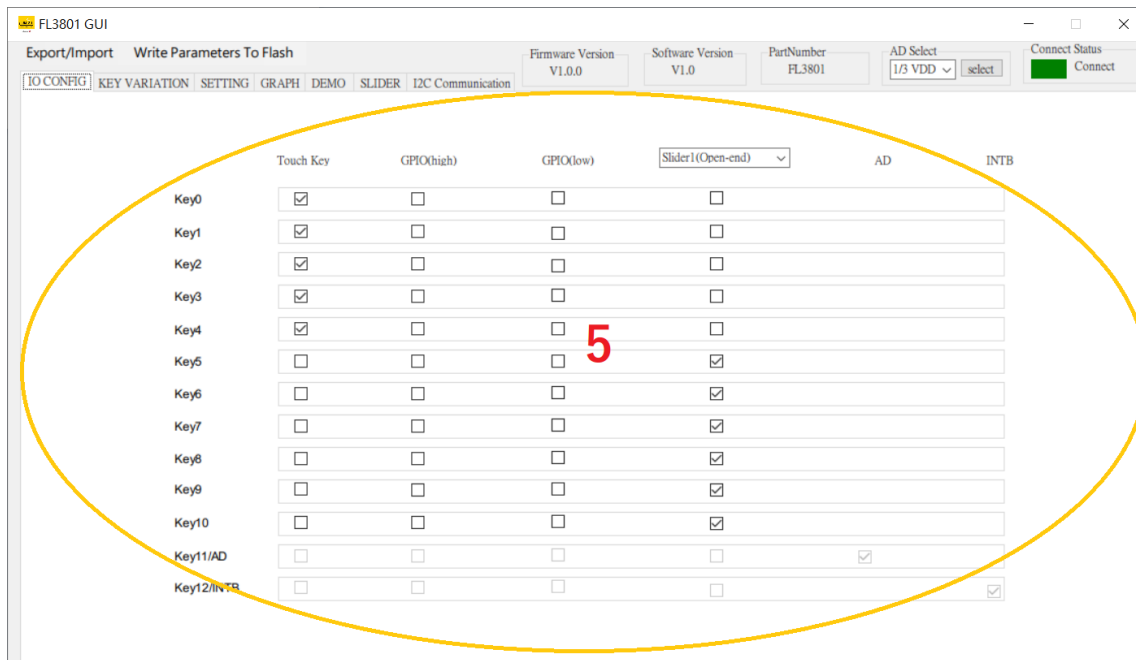 FL3801 GUI
Export/Import Write Parameters To Flash
Firmware Version
V1.0.0
Software Version
V1.0
PartNumber
FL3801
AD Select
1/3 VDD select
Connect Status
Connect
IO CONFIG KEY VARIATION SETTING GRAPH DEMO SLIDER I2C Communication
Touch Key GPIO(high) GPIO(low) Slider1(Open-end) AD INTB
Key0
Key1
Key2
Key3
Key4
5
Key5
Key6
Key7
Key8
Key9
Key10
Key11/AD
Key12/INTB